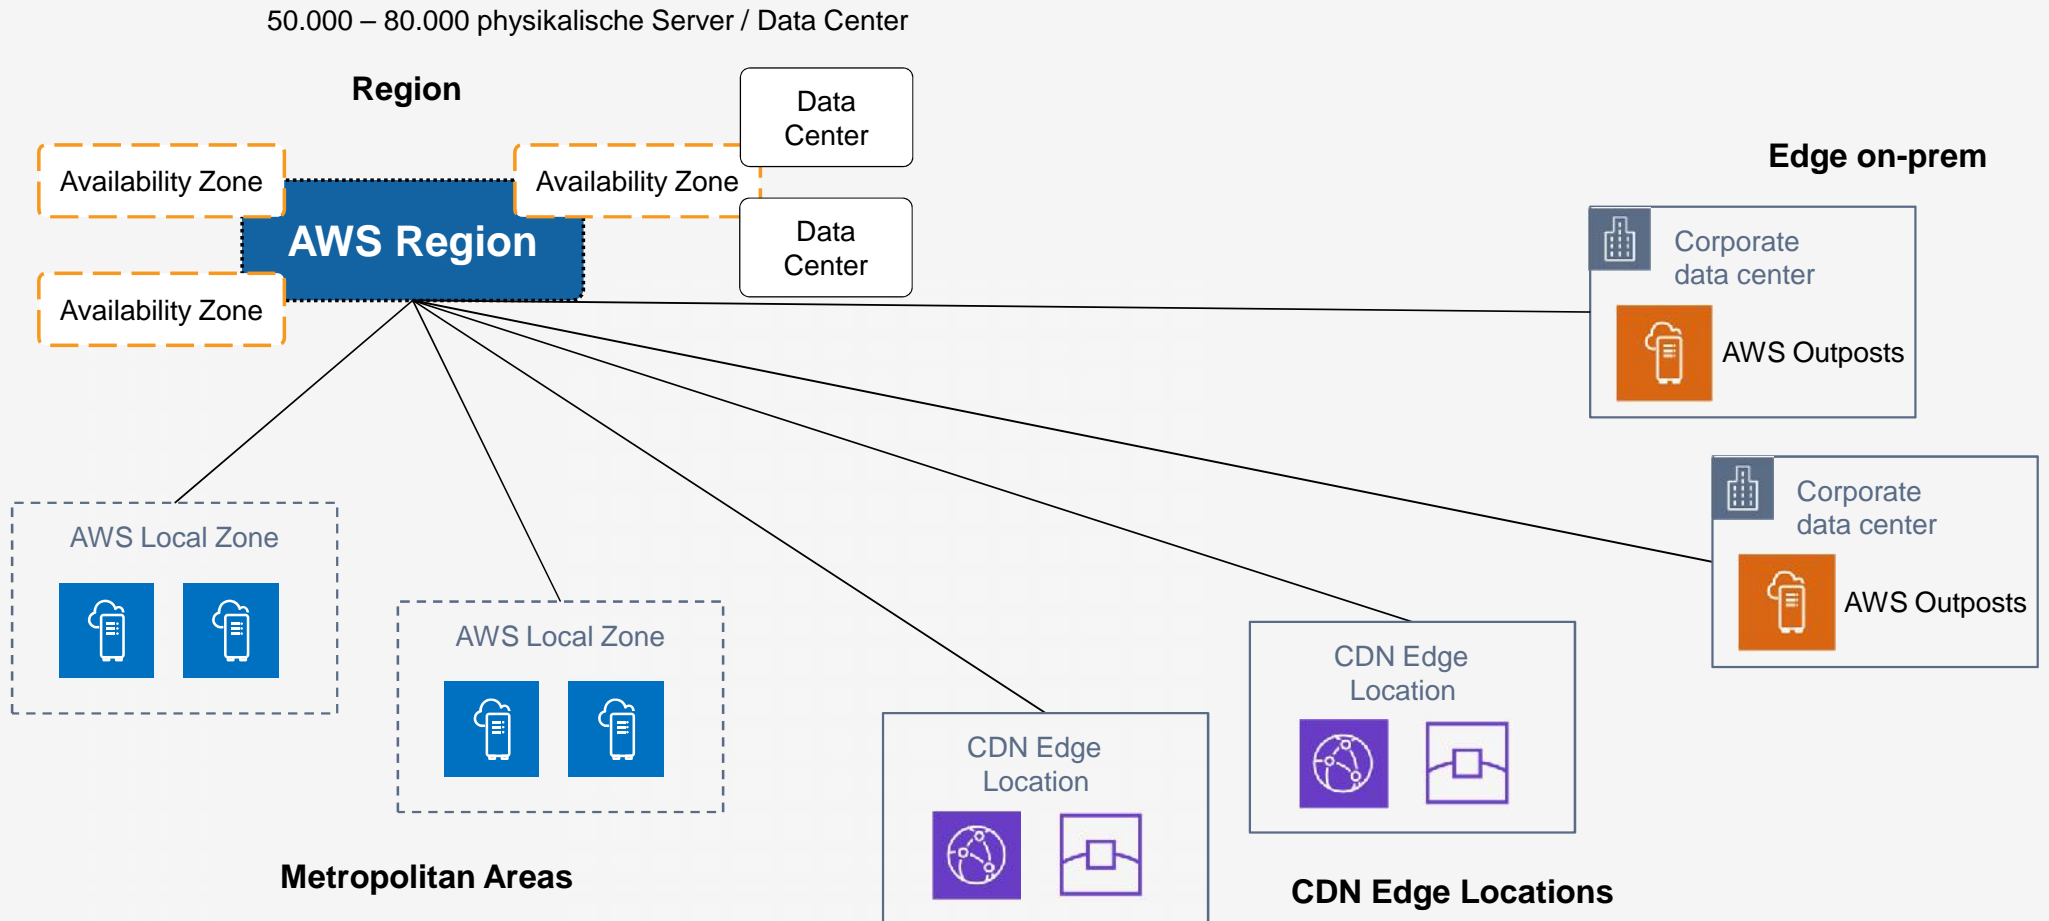 50.000 – 80.000 physikalische Server / Data Center
Region
Data
Center
Availability Zone
Availability Zone
Data
Center
AWS Region
Availability Zone
Edge on-prem
Corporate
data center
AWS Outposts
Corporate
data center
AWS Outposts
AWS Local Zone
AWS Local Zone
Metropolitan Areas
CDN Edge
Location
CDN Edge
Location
CDN Edge Locations